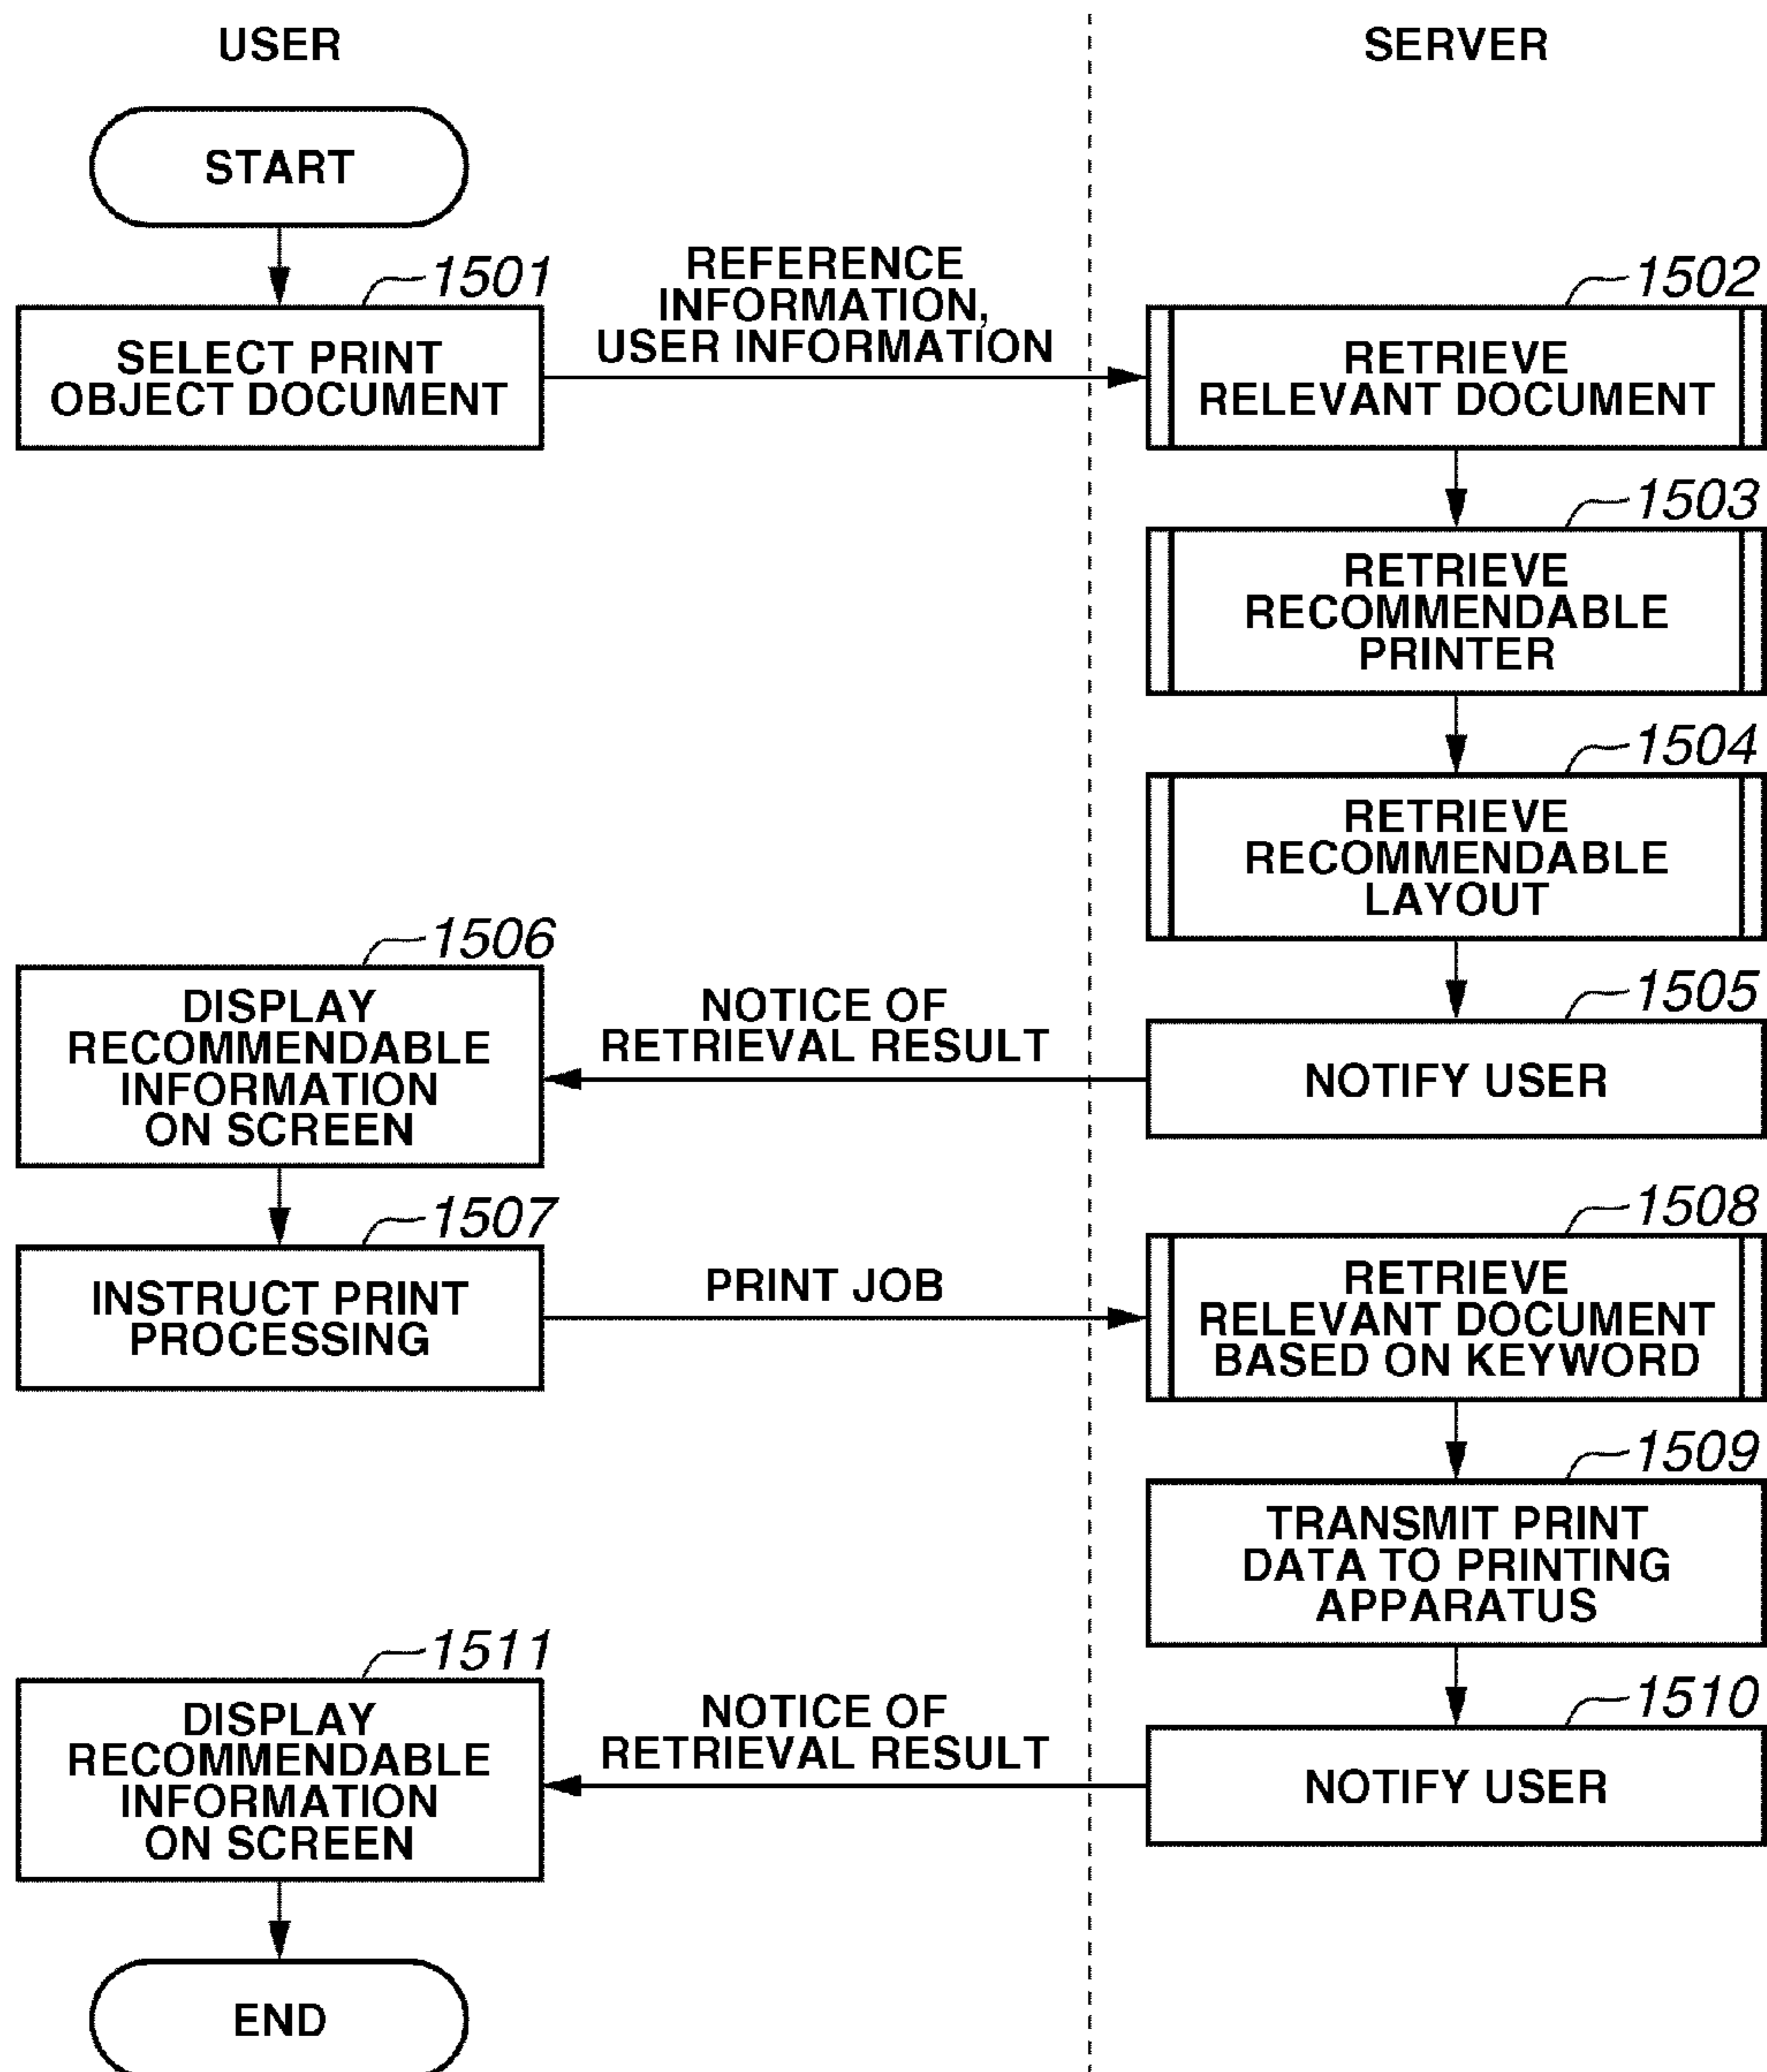 USER
SERVER
START
1501
SELECT PRINT
OBJECT DOCUMENT
REFERENCE
INFORMATION,
USER INFORMATION
1502
RETRIEVE
RELEVANT DOCUMENT
1503
RETRIEVE
RECOMMENDABLE
PRINTER
1504
RETRIEVE
RECOMMENDABLE
LAYOUT
1505
NOTIFY USER
NOTICE OF
RETRIEVAL RESULT
1506
DISPLAY
RECOMMENDABLE
INFORMATION
ON SCREEN
1507
INSTRUCT PRINT
PROCESSING
PRINT JOB
1508
RETRIEVE
RELEVANT DOCUMENT
BASED ON KEYWORD
1509
TRANSMIT PRINT
DATA TO PRINTING
APPARATUS
1510
NOTIFY USER
NOTICE OF
RETRIEVAL RESULT
1511
DISPLAY
RECOMMENDABLE
INFORMATION
ON SCREEN
END